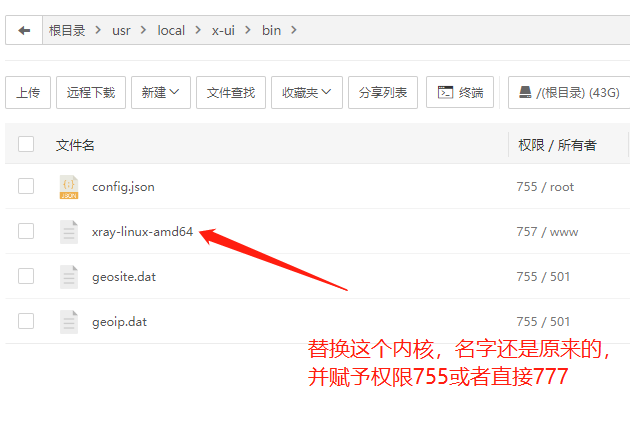 根目录 > usr > local > x-ui > bin >
上传 远程下载 新建 文件查找 收藏夹 分享列表 终端 /(根目录) (43G)
文件名 权限 / 所有者
config.json 755 / root
xray-linux-amd64 757 / www
geosite.dat 755 / 501
geoip.dat 755 / 501
替换这个内核，名字还是原来的，
并赋予权限755或者直接777